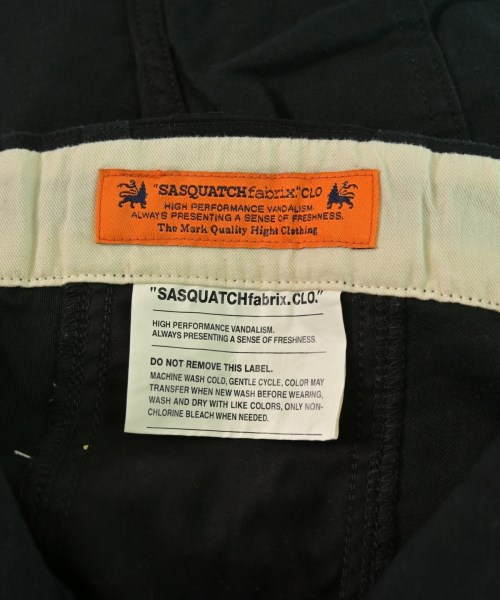 "SASQUATCHfabrix."CLO
HIGH PERFORMANCE VANDALISM.
ALWAYS PRESENTING A SENSE OF FRESHNESS.
The Mark Quality Hight Clothing
"SASQUATCHfabrix.CLO."
HIGH PERFORMANCE VANDALISM.
ALWAYS PRESENTING A SENSE OF FRESHNESS.
DO NOT REMOVE THIS LABEL.
MACHINE WASH COLD, GENTLE CYCLE, COLOR MAY
TRANSFER WHEN NEW WASH BEFORE WEARING,
WASH AND DRY WITH LIKE COLORS, ONLY NON-
CHLORINE BLEACH WHEN NEEDED.